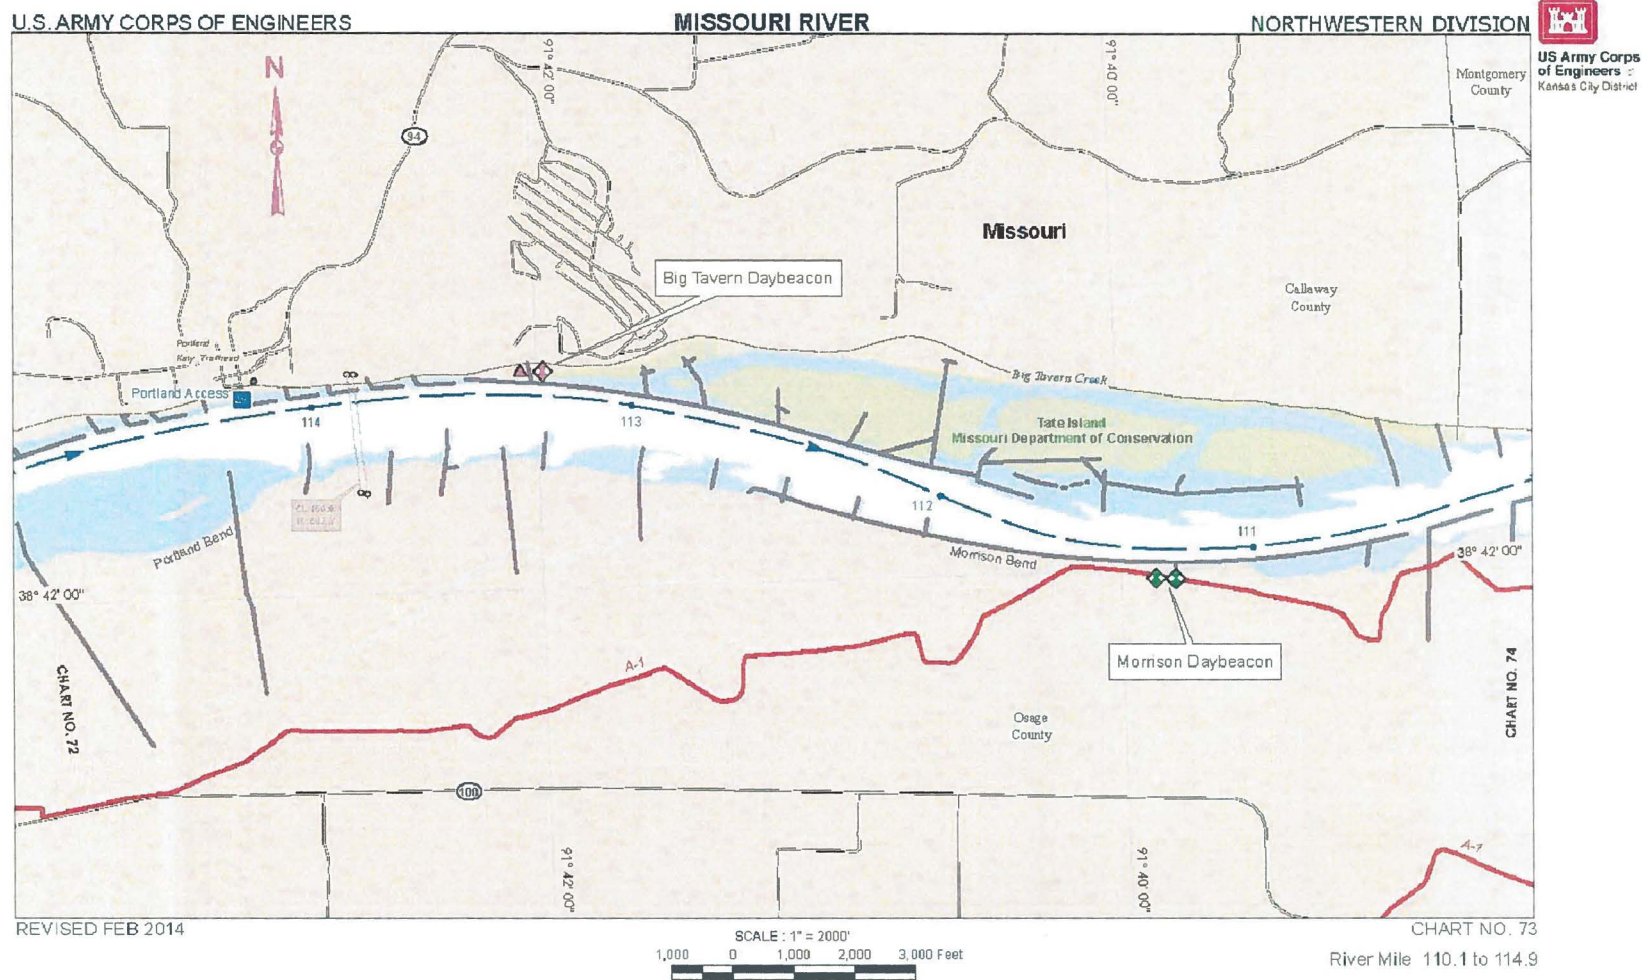 U.S. ARMY CORPS OF ENGINEERS
MISSOURI RIVER
NORTHWESTERN DIVISION
US Army Corps
of Engineers
Kansas City District
N
91° 42' 00"
91° 40' 00"
Montgomery
County
94
Missouri
Big Tavern Daybeacon
Callaway
County
Portland
Katy Trailhead
Portland Access
Big Tavern Creek
114
113
Tate Island
Missouri Department of Conservation
112
111
Portland Bend
Morrison Bend
38° 42' 00"
38° 42' 00"
Morrison Daybeacon
A-1
CHART NO. 72
CHART NO. 74
Osage
County
100
91° 42' 00"
91° 40' 00"
A-7
REVISED FEB 2014
SCALE : 1" = 2000'
1,000 0 1,000 2,000 3,000 Feet
CHART NO. 73
River Mile 110.1 to 114.9